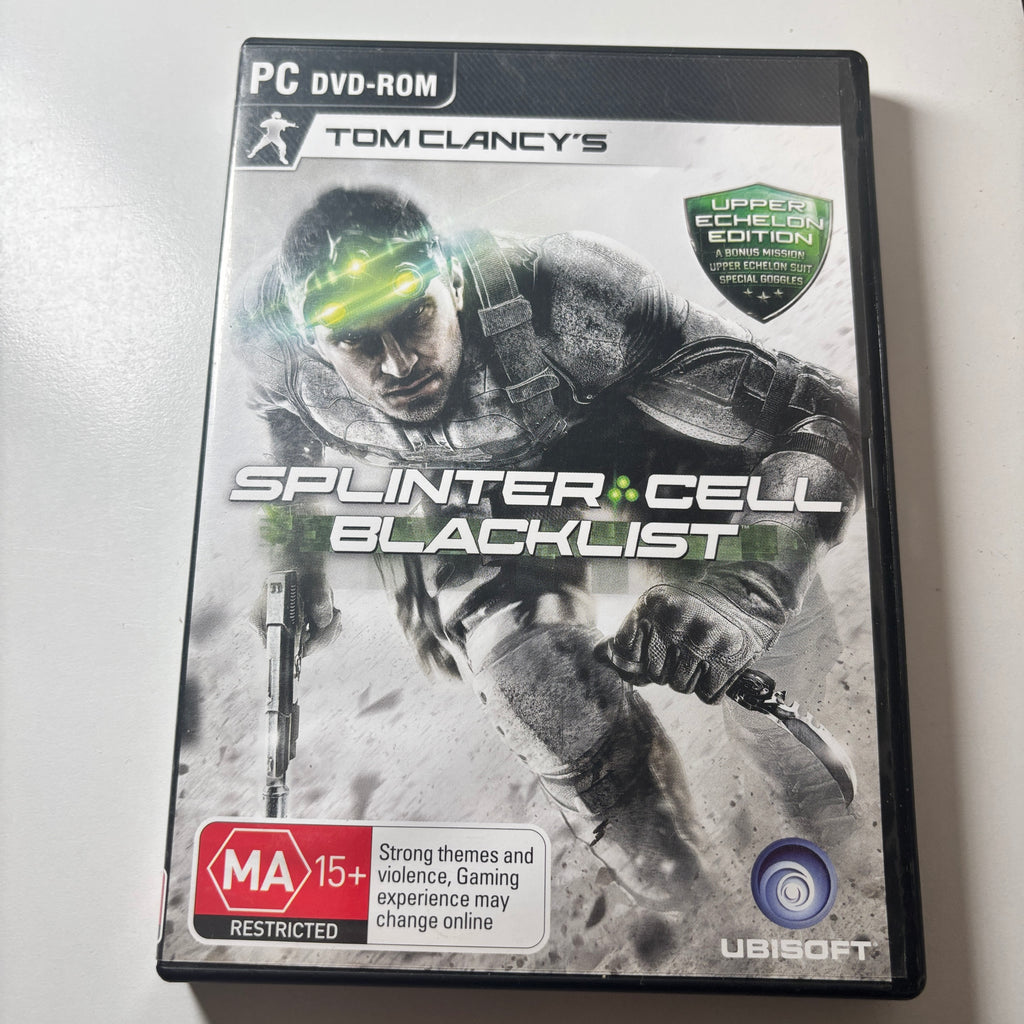 PC DVD-ROM
TOM CLANCY'S
UPPER
ECHELON
EDITION
A BONUS MISSION
UPPER ECHELON SUIT
SPECIAL GOGGLES
SPLINTER CELL
BLACKLIST™
MA 15+
RESTRICTED
Strong themes and
violence, Gaming
experience may
change online
UBISOFT